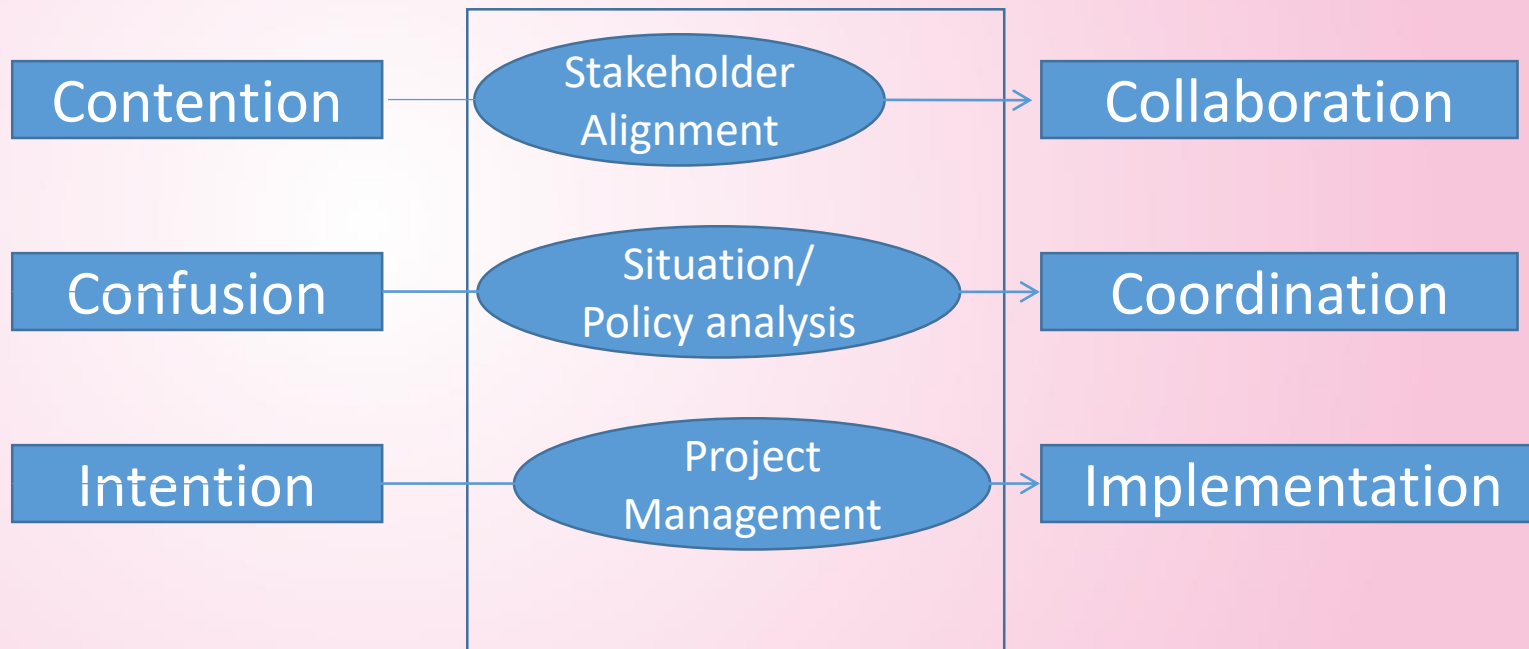 Contention
Stakeholder
Alignment
Collaboration
Confusion
Situation/
Policy analysis
Coordination
Intention
Project
Management
Implementation